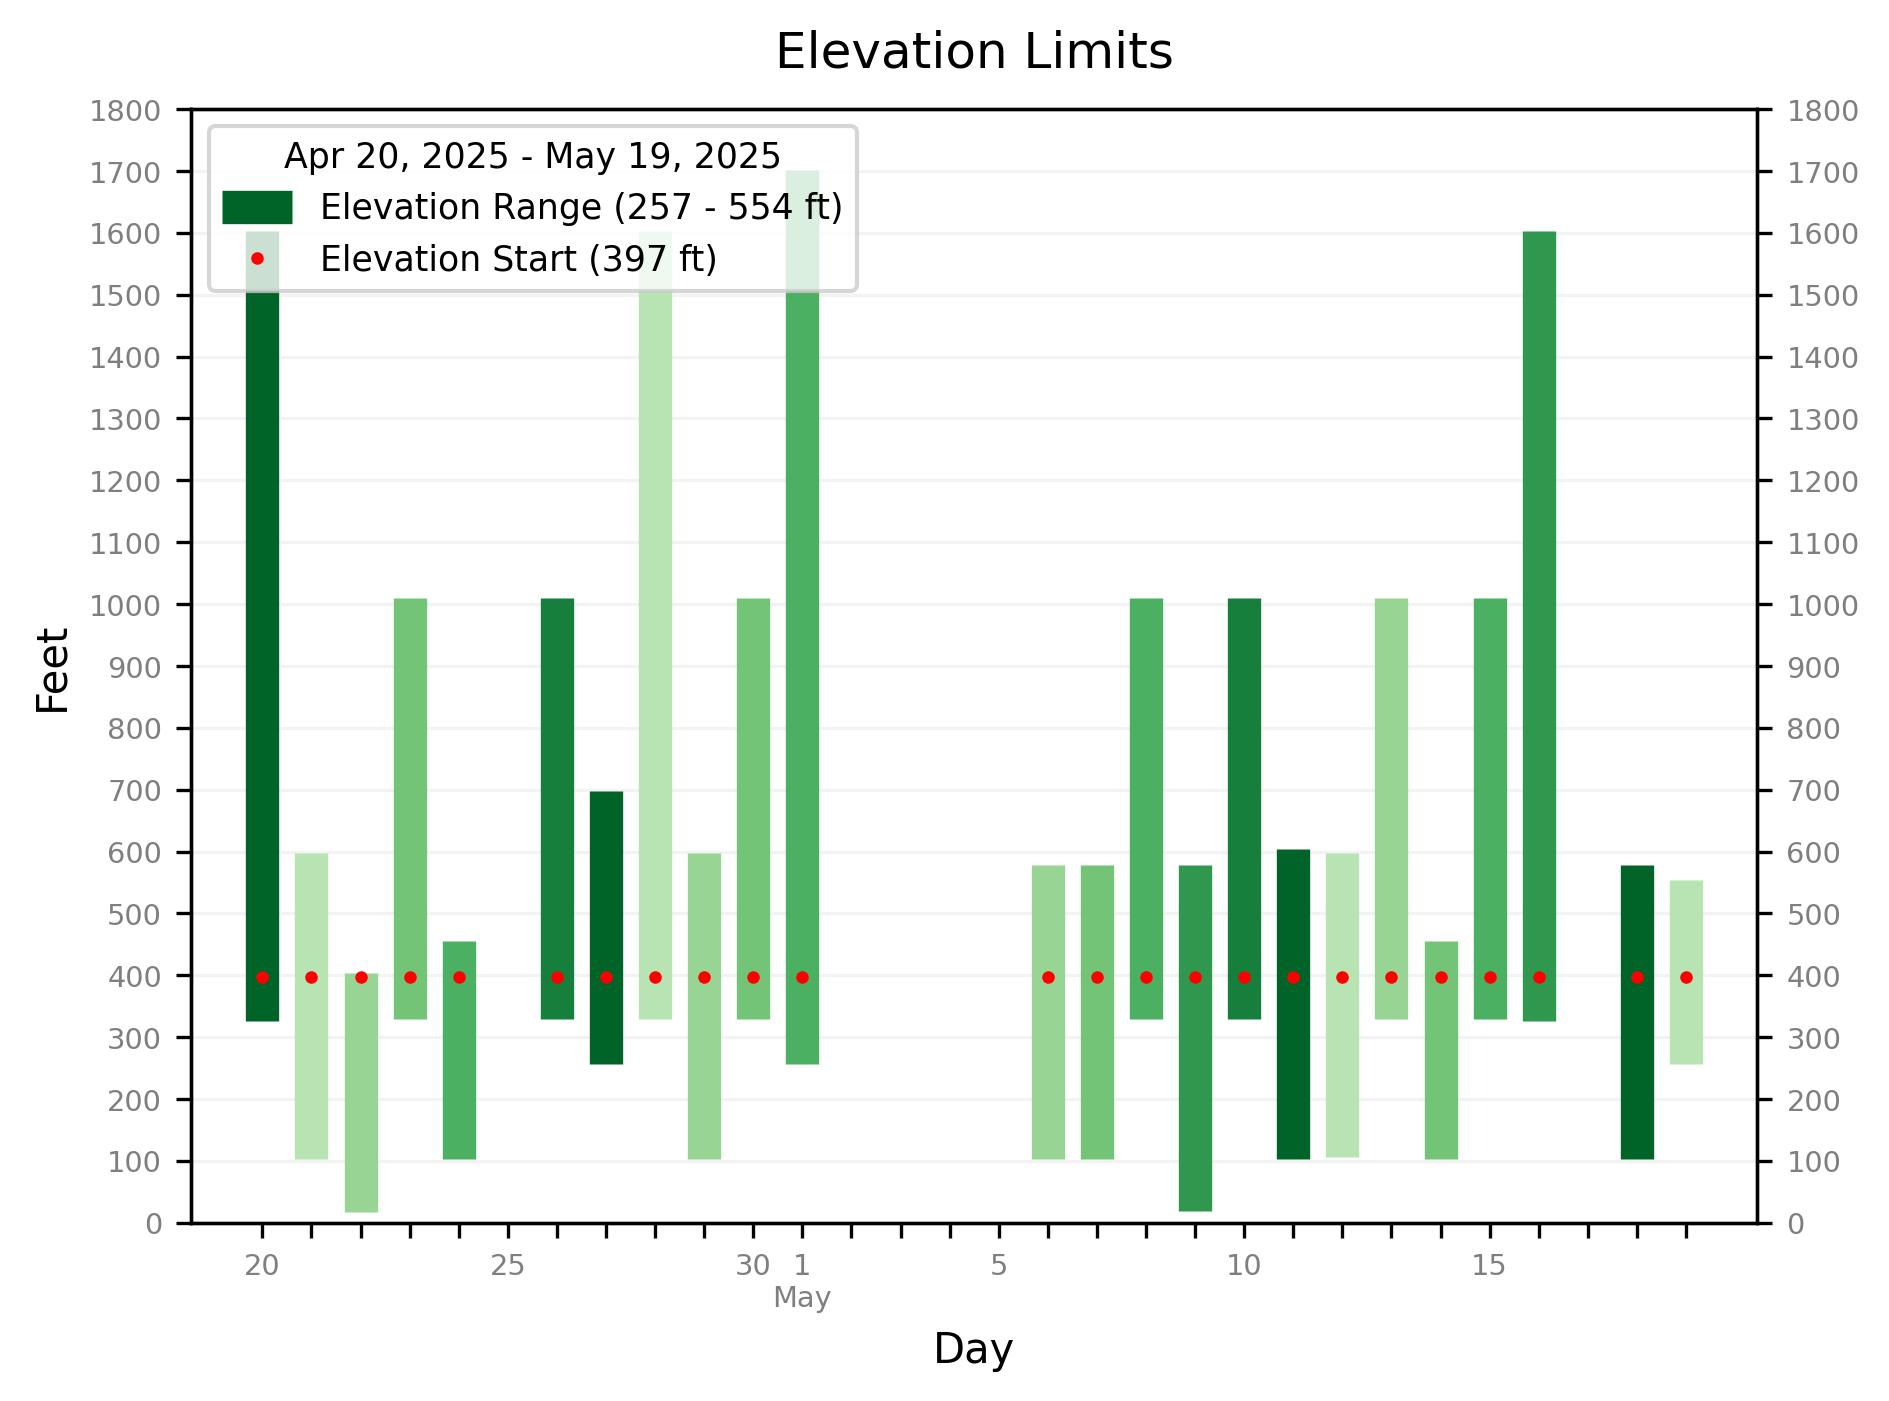 Elevation Limits
Apr 20, 2025 - May 19, 2025
Elevation Range (257 - 554 ft)
Elevation Start (397 ft)
1800 1800
1700 1700
1600 1600
1500 1500
1400 1400
1300 1300
1200 1200
1100 1100
1000 1000
900 900
800 800
700 700
600 600
500 500
400 400
300 300
200 200
100 100
0 0
Feet
20 25 30 1 5 10 15
May
Day